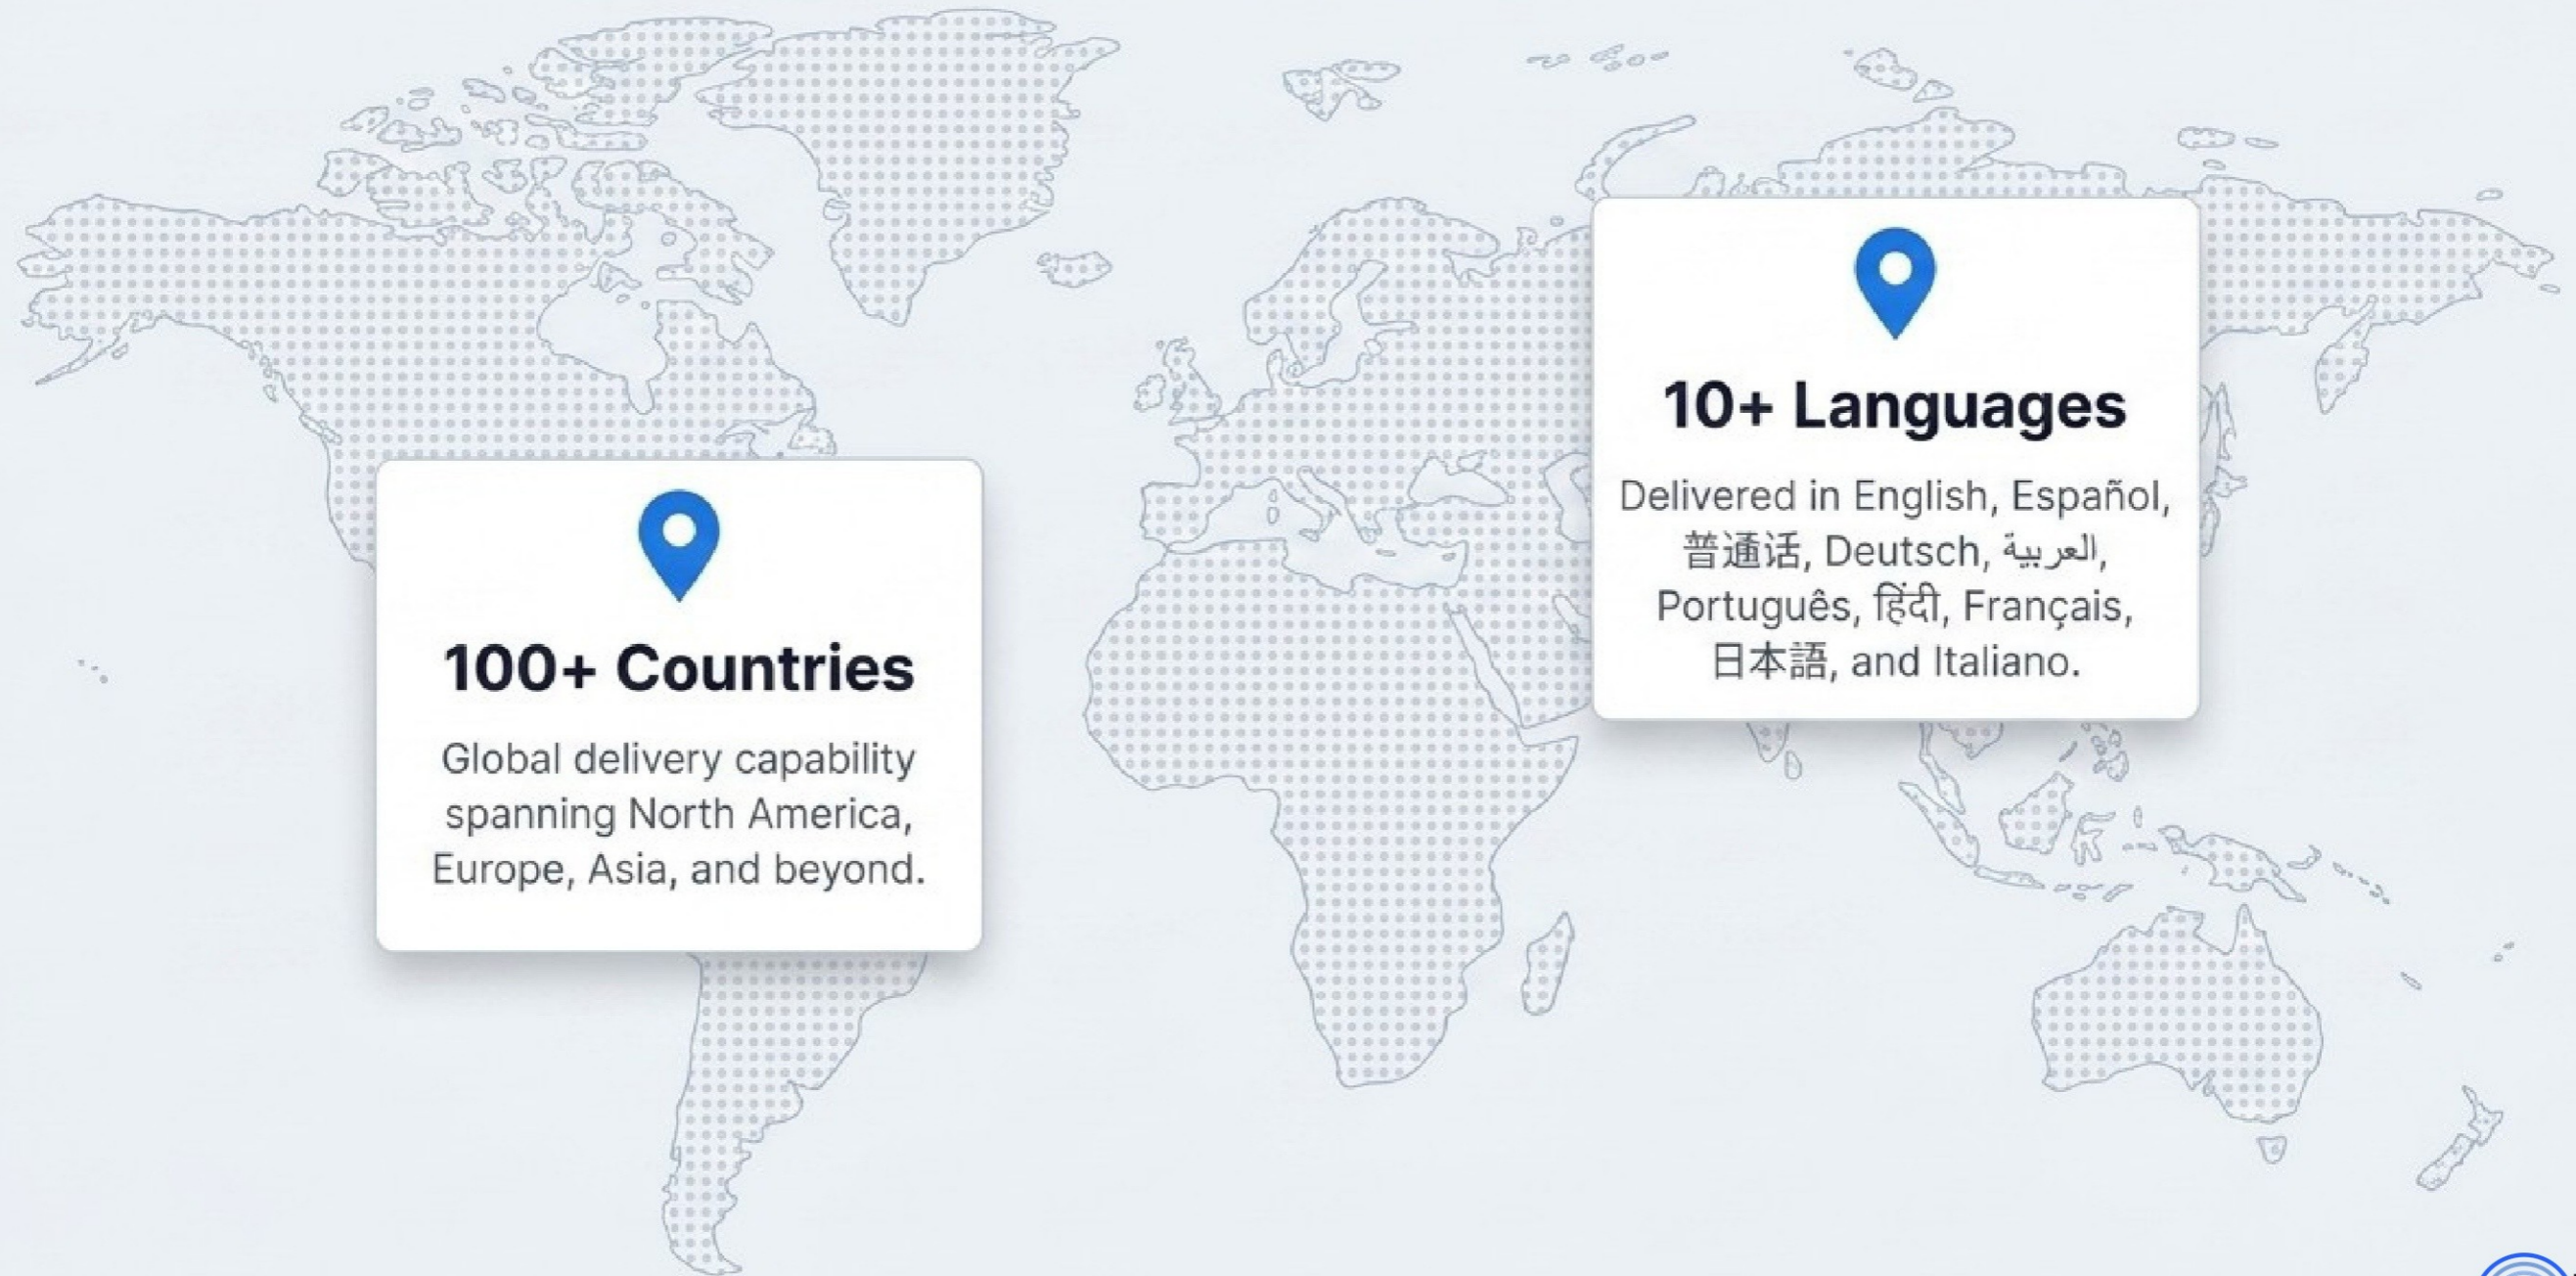 100+ Countries
Global delivery capability
spanning North America,
Europe, Asia, and beyond.
10+ Languages
Delivered in English, Español,
普通话, Deutsch, العربية,
Português, हिंदी, Français,
日本語, and Italiano.